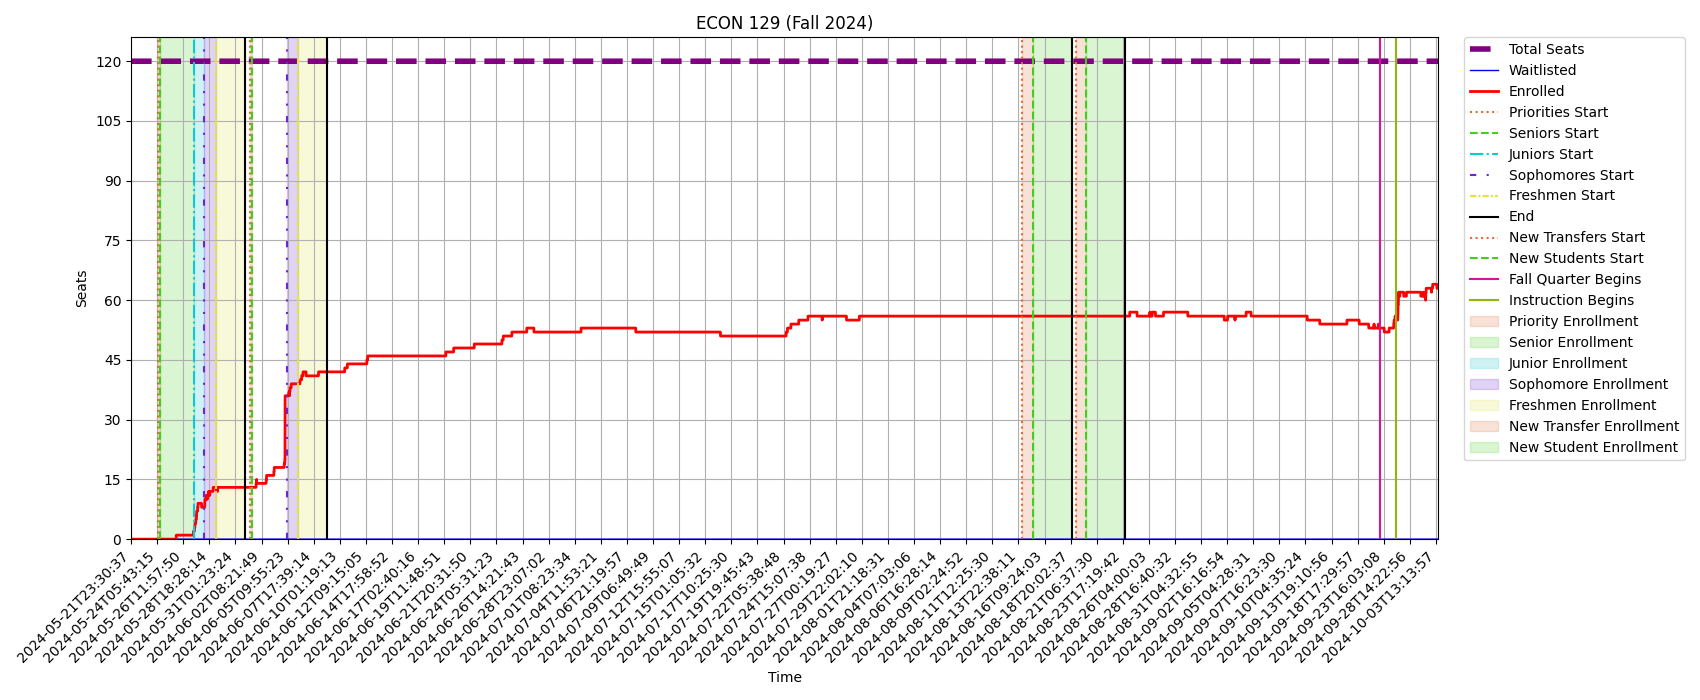 ECON 129 (Fall 2024)
Seats
120
105
90
75
60
45
30
15
0
2024-05-21T23:30:37
2024-05-24T05:43:15
2024-05-26T11:57:50
2024-05-28T18:28:14
2024-05-31T01:23:24
2024-06-02T08:21:49
2024-06-05T09:55:23
2024-06-07T17:39:14
2024-06-10T01:19:13
2024-06-12T09:15:05
2024-06-14T17:58:52
2024-06-17T02:40:16
2024-06-19T11:48:51
2024-06-21T20:31:50
2024-06-24T05:31:23
2024-06-26T14:21:43
2024-06-28T23:07:02
2024-07-01T08:23:34
2024-07-04T11:53:21
2024-07-06T21:19:57
2024-07-09T06:49:49
2024-07-12T15:55:07
2024-07-15T01:05:32
2024-07-17T10:25:30
2024-07-19T19:45:43
2024-07-22T05:38:48
2024-07-24T15:07:38
2024-07-27T00:19:27
2024-07-29T22:02:10
2024-08-01T21:18:31
2024-08-04T07:03:06
2024-08-06T16:28:14
2024-08-09T02:24:52
2024-08-11T12:25:30
2024-08-13T22:38:11
2024-08-16T09:24:03
2024-08-18T20:02:37
2024-08-21T06:37:30
2024-08-23T17:19:42
2024-08-26T04:00:03
2024-08-28T16:40:32
2024-08-31T04:32:55
2024-09-02T16:16:54
2024-09-05T04:28:31
2024-09-07T16:23:30
2024-09-10T04:35:24
2024-09-13T19:10:56
2024-09-18T17:29:57
2024-09-23T16:03:08
2024-09-28T14:22:56
2024-10-03T13:13:57
Time
Total Seats
Waitlisted
Enrolled
Priorities Start
Seniors Start
Juniors Start
Sophomores Start
Freshmen Start
End
New Transfers Start
New Students Start
Fall Quarter Begins
Instruction Begins
Priority Enrollment
Senior Enrollment
Junior Enrollment
Sophomore Enrollment
Freshmen Enrollment
New Transfer Enrollment
New Student Enrollment